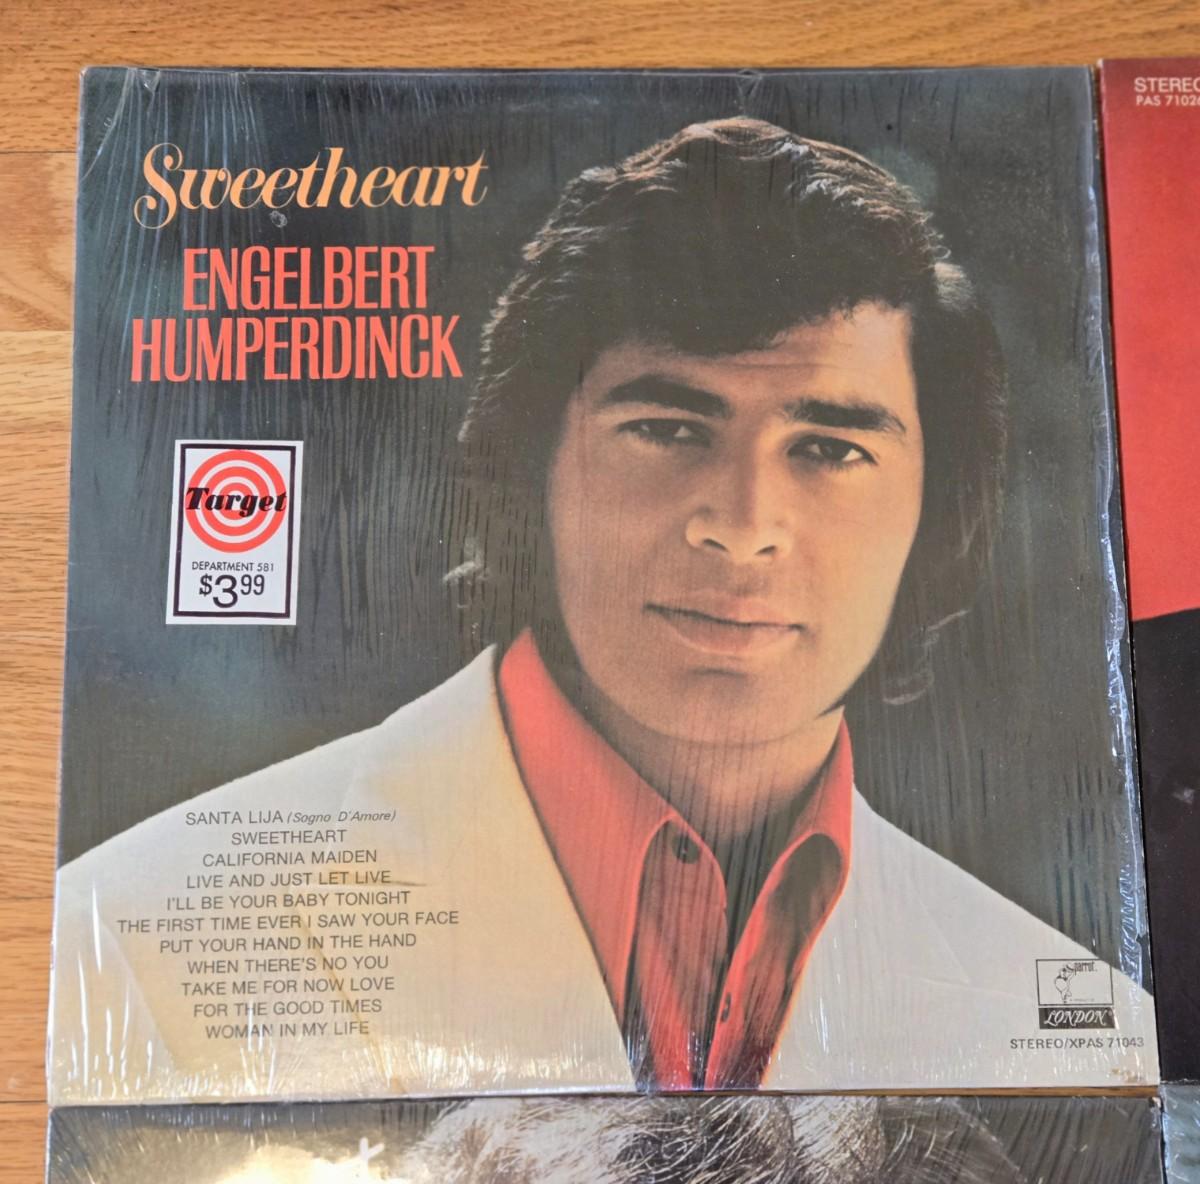 Sweetheart
ENGELBERT
HUMPERDINCK
Target
DEPARTMENT 581
$3.99
SANTA LIJA (Sogno D'Amore)
SWEETHEART
CALIFORNIA MAIDEN
LIVE AND JUST LET LIVE
I'LL BE YOUR BABY TONIGHT
THE FIRST TIME EVER I SAW YOUR FACE
PUT YOUR HAND IN THE HAND
WHEN THERE'S NO YOU
TAKE ME FOR NOW LOVE
FOR THE GOOD TIMES
WOMAN IN MY LIFE
parrot.
LONDON
STEREO/XPAS 71043
STEREO
PAS 71026